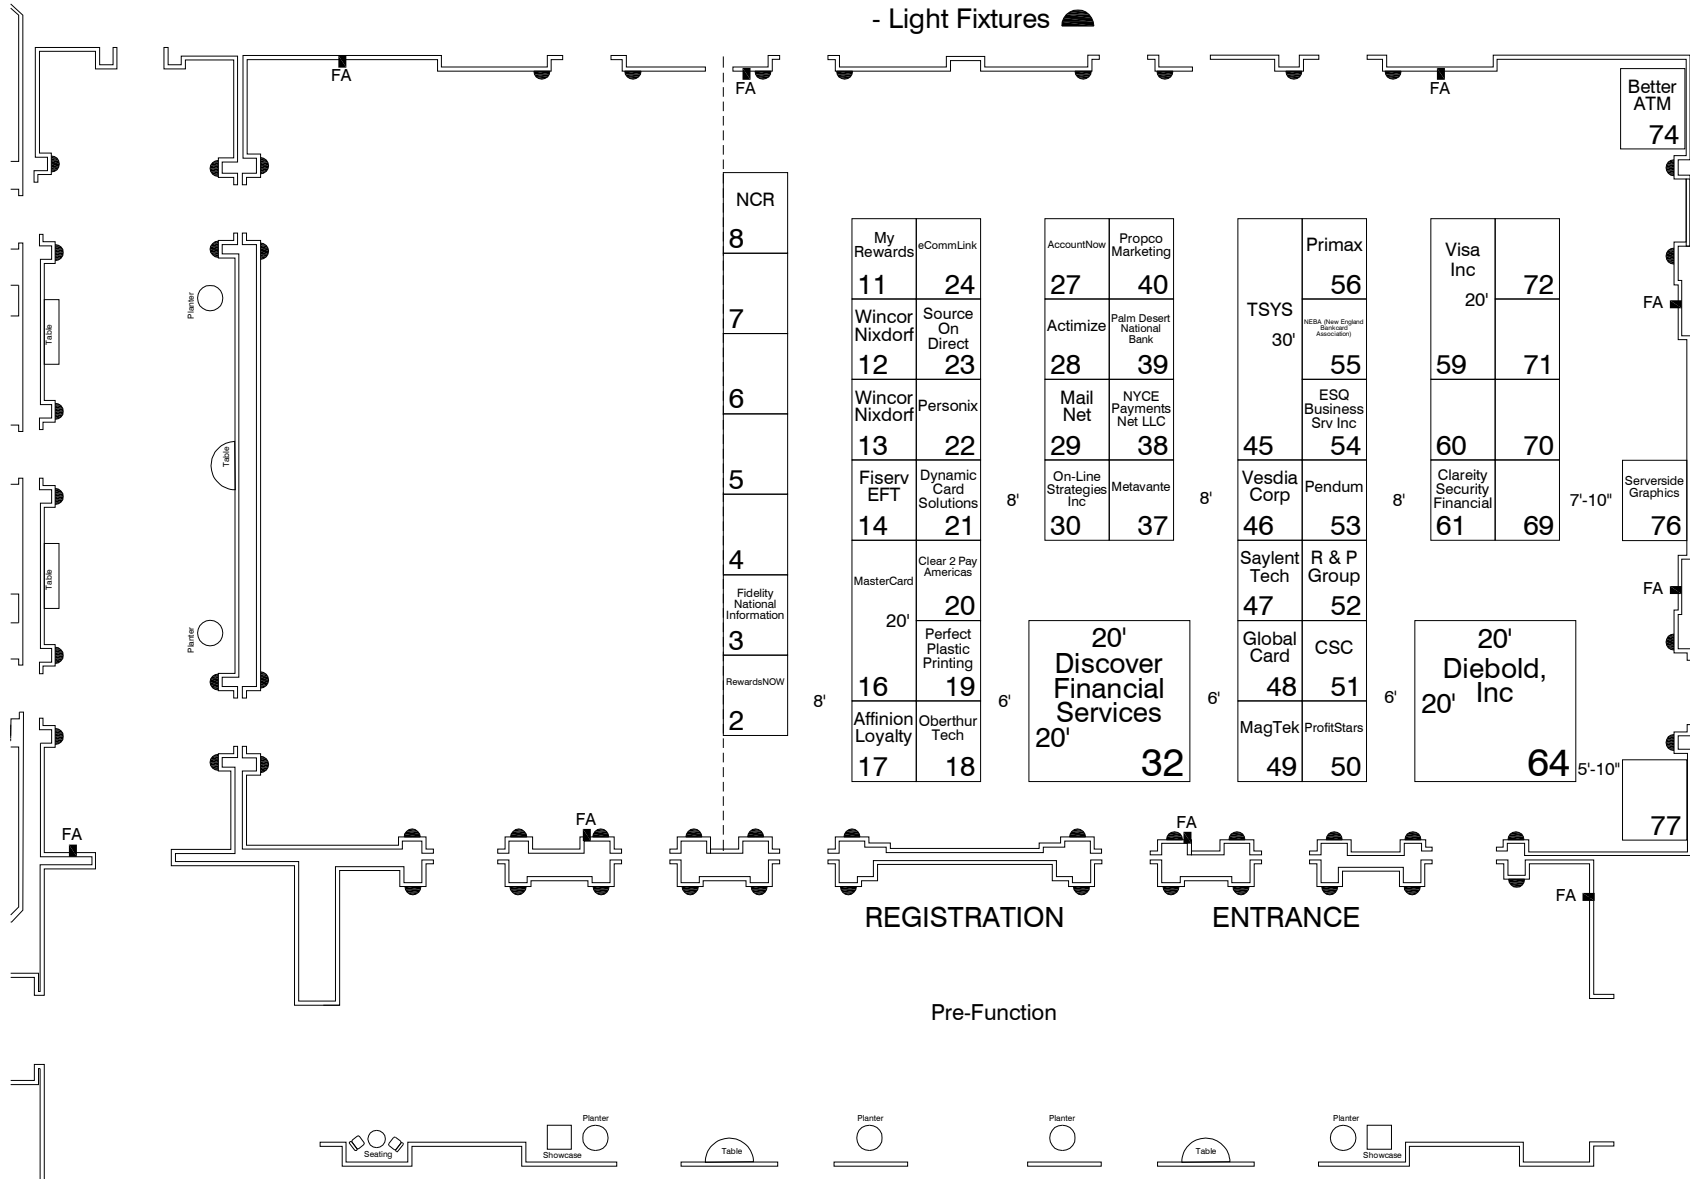 - Light Fixtures
FA
FA
FA
Better
ATM
74
NCR
8
7
6
5
4
Fidelity
National
Information
3
RewardsNOW
2
My
Rewards
11
eCommLink
24
Wincor
Nixdorf
12
Source
On
Direct
23
Wincor
Nixdorf
13
Personix
22
Fiserv
EFT
14
Dynamic
Card
Solutions
21
MasterCard
20'
16
Clear 2 Pay
Americas
20
Perfect
Plastic
Printing
19
Affinion
Loyalty
17
Oberthur
Tech
18
AccountNow
27
Propco
Marketing
40
Actimize
28
Palm Desert
National
Bank
39
Mail
Net
29
NYCE
Payments
Net LLC
38
On-Line
Strategies
Inc
30
Metavante
37
20'
Discover
Financial
Services
20'
32
TSYS
30'
45
Primax
56
NEBA (New England
Bankcard
Association)
55
ESQ
Business
Srv Inc
54
Vesdia
Corp
46
Pendum
53
Saylent
Tech
47
R & P
Group
52
Global
Card
48
CSC
51
MagTek
49
ProfitStars
50
Visa
Inc
20'
59
72
71
60
70
Clareity
Security
Financial
61
69
20'
Diebold,
Inc
20'
64
Serverside
Graphics
76
77
8'
8'
8'
7'-10"
8'
6'
6'
6'
5'-10"
FA
FA
Planter
Table
Table
Table
Planter
FA
FA
FA
FA
REGISTRATION
ENTRANCE
Pre-Function
Seating
Showcase
Planter
Table
Planter
Planter
Table
Planter
Showcase